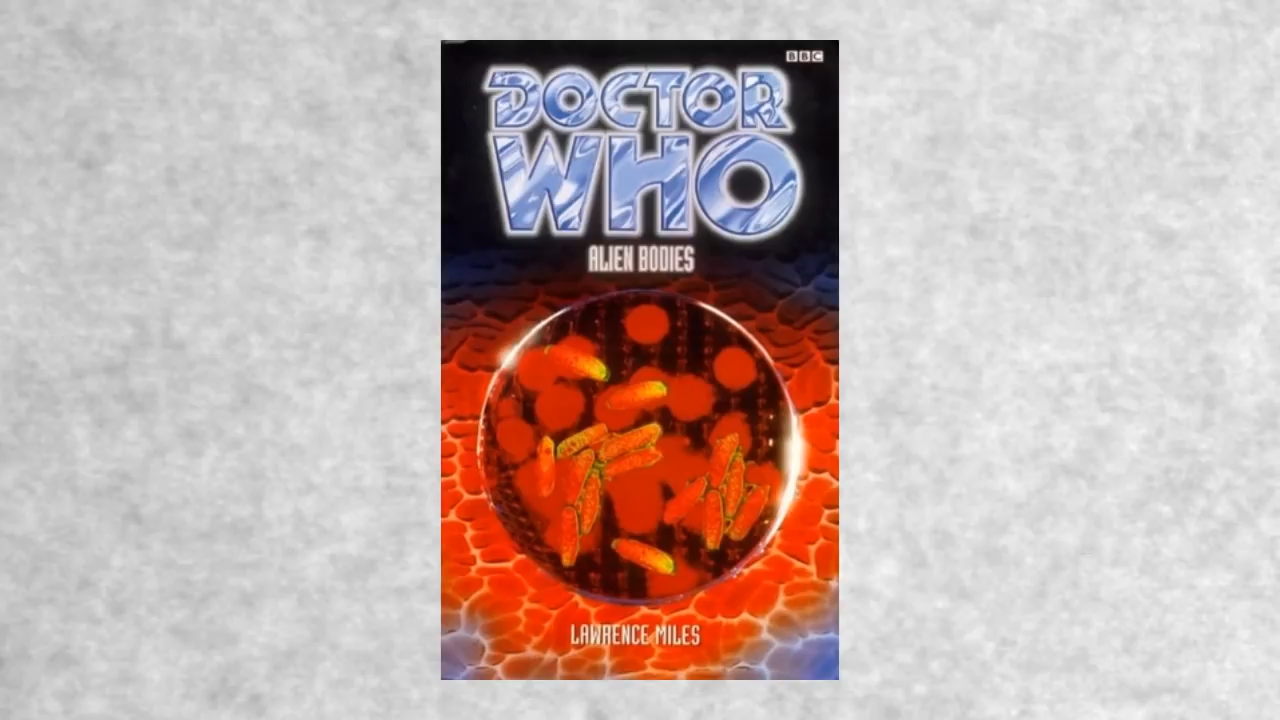 BBC
DOCTOR
WHO
ALIEN BODIES
LAWRENCE MILES